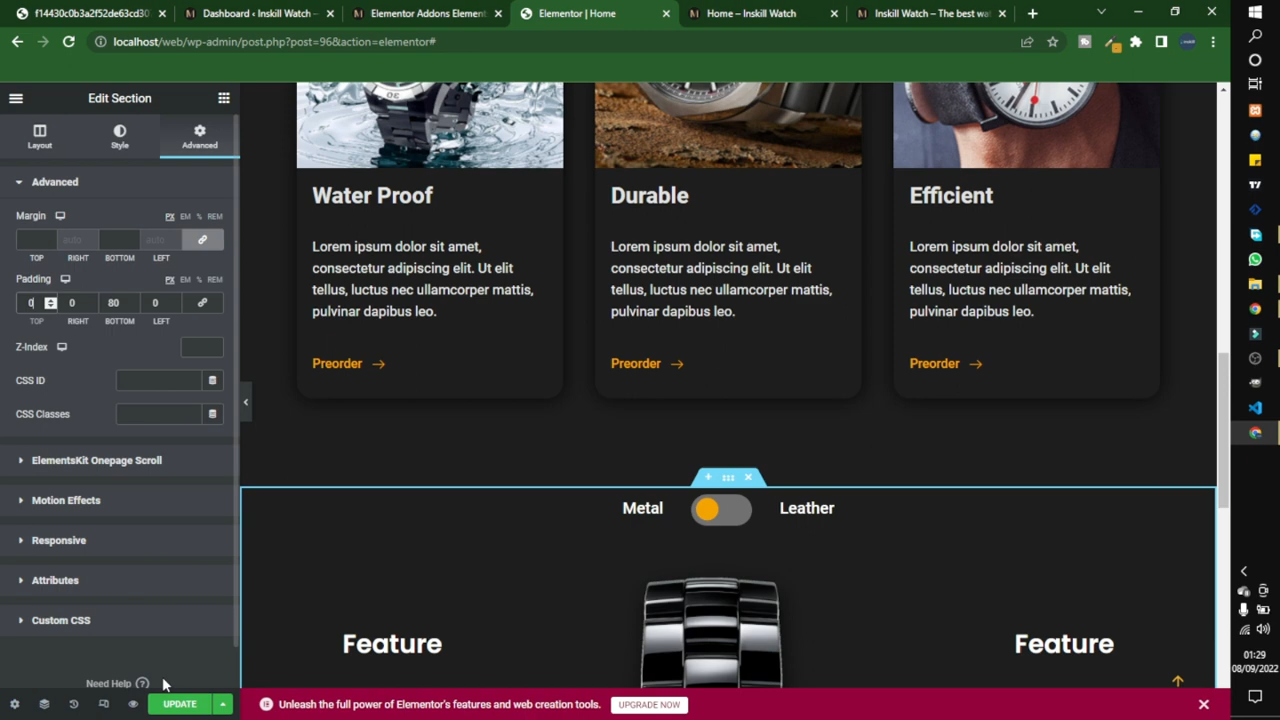 f14430c0b3a2f52de63cd30
Dashboard ‹ Inskill Watch –
Elementor Addons Element
Elementor | Home
Home – Inskill Watch
Inskill Watch – The best wa
localhost/web/wp-admin/post.php?post=96&action=elementor#
Edit Section
Layout
Style
Advanced
Advanced
Margin
PX EM % REM
auto
auto
TOP RIGHT BOTTOM LEFT
Padding
PX EM % REM
0 0 80 0
TOP RIGHT BOTTOM LEFT
Z-Index
CSS ID
CSS Classes
ElementsKit Onepage Scroll
Motion Effects
Responsive
Attributes
Custom CSS
Need Help ?
UPDATE
Water Proof
Lorem ipsum dolor sit amet,
consectetur adipiscing elit. Ut elit
tellus, luctus nec ullamcorper mattis,
pulvinar dapibus leo.
Preorder →
Durable
Lorem ipsum dolor sit amet,
consectetur adipiscing elit. Ut elit
tellus, luctus nec ullamcorper mattis,
pulvinar dapibus leo.
Preorder →
Efficient
Lorem ipsum dolor sit amet,
consectetur adipiscing elit. Ut elit
tellus, luctus nec ullamcorper mattis,
pulvinar dapibus leo.
Preorder →
Metal
Leather
Feature
Feature
Unleash the full power of Elementor's features and web creation tools.
UPGRADE NOW
01:29
08/09/2022